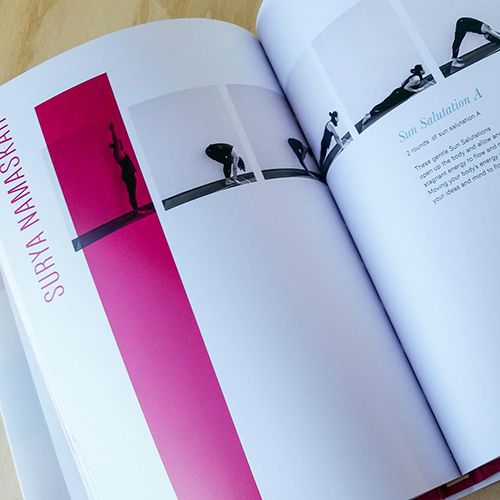 SURYA NAMASKAR
Sun Salutation A
2 rounds of sun salutation A
These gentle Sun Salutations
open up the body and allow any
stagnant energy to flow and
Moving your body's energy
your ideas and mind to